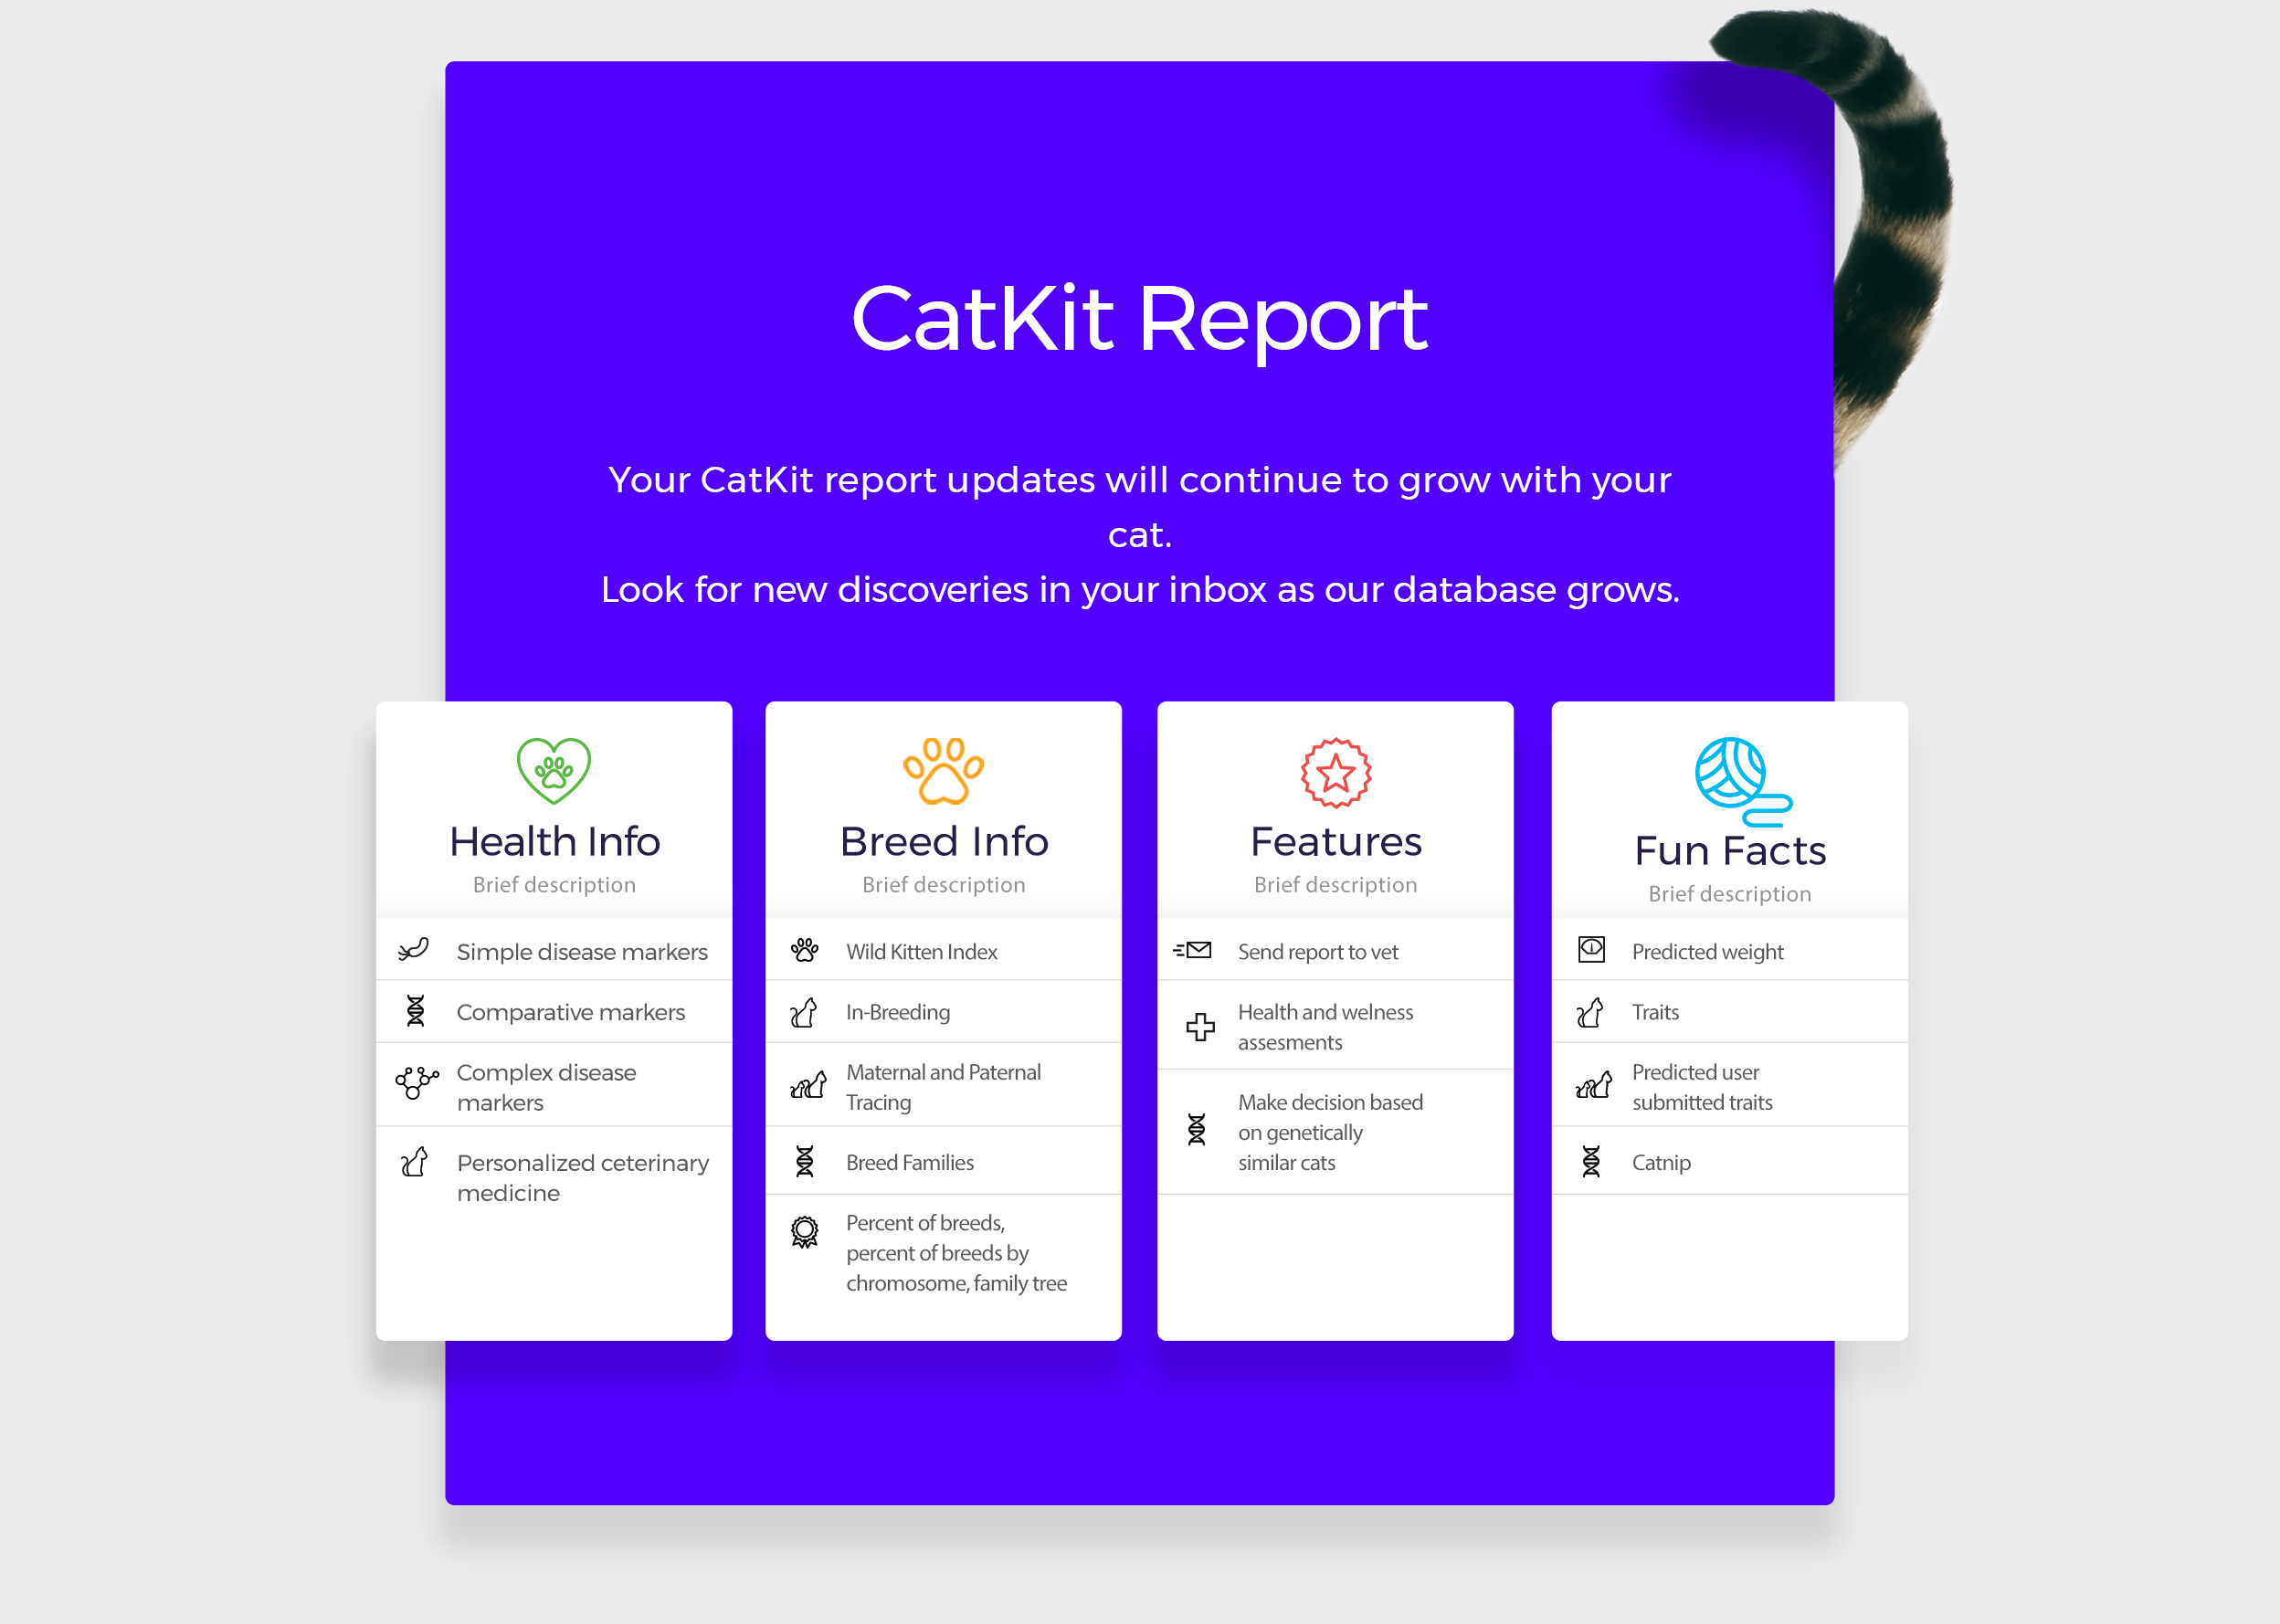 CatKit Report
Your CatKit report updates will continue to grow with your
cat.
Look for new discoveries in your inbox as our database grows.
Health Info
Brief description
Simple disease markers
Comparative markers
Complex disease
markers
Personalized ceterinary
medicine
Breed Info
Brief description
Wild Kitten Index
In-Breeding
Maternal and Paternal
Tracing
Breed Families
Percent of breeds,
percent of breeds by
chromosome, family tree
Features
Brief description
Send report to vet
Health and welness
assesments
Make decision based
on genetically
similar cats
Fun Facts
Brief description
Predicted weight
Traits
Predicted user
submitted traits
Catnip